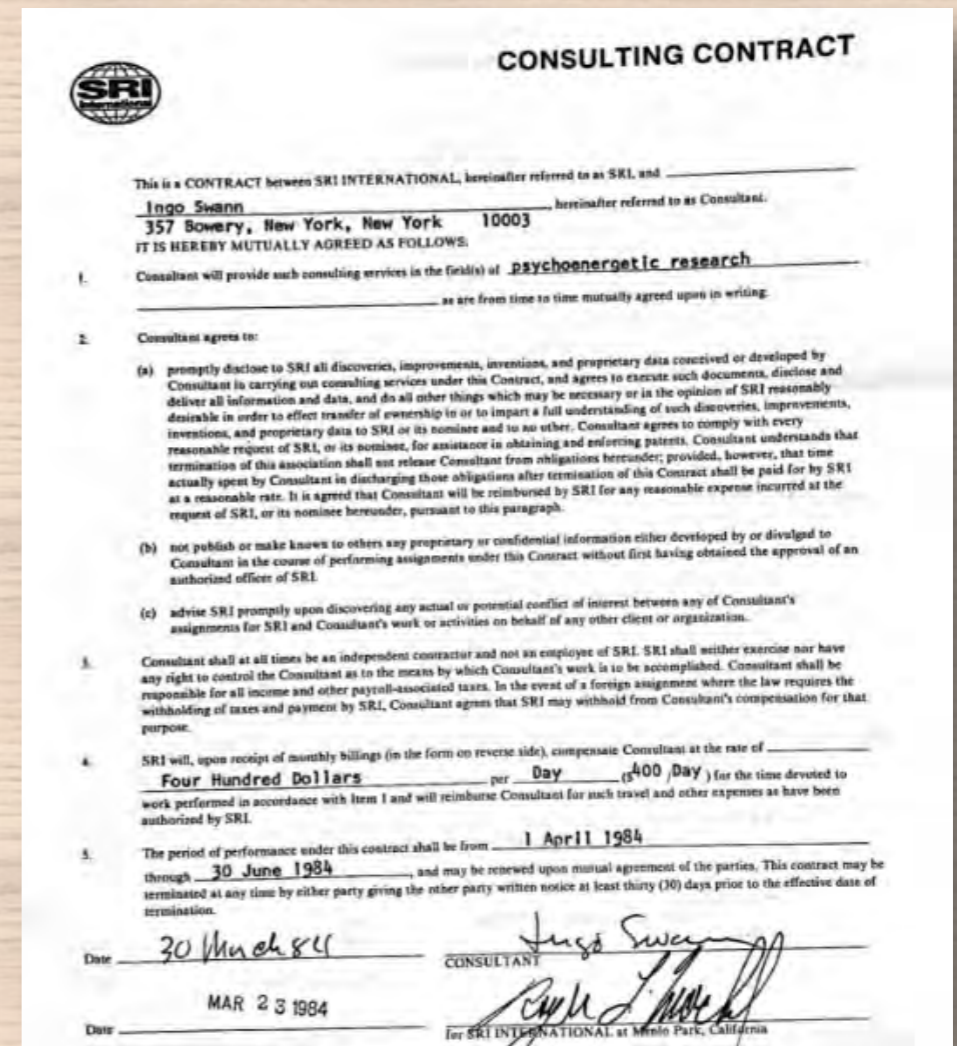 CONSULTING CONTRACT
SRI
International
This is a CONTRACT between SRI INTERNATIONAL, hereinafter referred to as SRI, and
Ingo Swann, hereinafter referred to as Consultant.
357 Bowery, New York, New York 10003
IT IS HEREBY MUTUALLY AGREED AS FOLLOWS:
1. Consultant will provide such consulting services in the field(s) of psychoenergetic research
as are from time to time mutually agreed upon in writing.
2. Consultant agrees to:
(a) promptly disclose to SRI all discoveries, improvements, inventions, and proprietary data conceived or developed by
Consultant in carrying out consulting services under this Contract, and agrees to execute such documents, disclose and
deliver all information and data, and do all other things which may be necessary or in the opinion of SRI reasonably
desirable in order to effect transfer of ownership in or to impart a full understanding of such discoveries, improvements,
inventions, and proprietary data to SRI or its nominee and to no other. Consultant agrees to comply with every
reasonable request of SRI, or its nominee, for assistance in obtaining and enforcing patents. Consultant understands that
termination of this association shall not release Consultant from obligations hereunder; provided, however, that time
actually spent by Consultant in discharging those obligations after termination of this Contract shall be paid for by SRI
at a reasonable rate. It is agreed that Consultant will be reimbursed by SRI for any reasonable expense incurred at the
request of SRI, or its nominee hereunder, pursuant to this paragraph.
(b) not publish or make known to others any proprietary or confidential information either developed by or divulged to
Consultant in the course of performing assignments under this Contract without first having obtained the approval of an
authorized officer of SRI.
(c) advise SRI promptly upon discovering any actual or potential conflict of interest between any of Consultant's
assignments for SRI and Consultant's work or activities on behalf of any other client or organization.
3. Consultant shall at all times be an independent contractor and not an employee of SRI. SRI shall neither exercise nor have
any right to control the Consultant as to the means by which Consultant's work is to be accomplished. Consultant shall be
responsible for all income and other payroll-associated taxes. In the event of a foreign assignment where the law requires the
withholding of taxes and payment by SRI, Consultant agrees that SRI may withhold from Consultant's compensation for that
purpose.
4. SRI will, upon receipt of monthly billings (in the form on reverse side), compensate Consultant at the rate of
Four Hundred Dollars per Day ($400 /Day) for the time devoted to
work performed in accordance with Item 1 and will reimburse Consultant for such travel and other expenses as have been
authorized by SRI.
5. The period of performance under this contract shall be from 1 April 1984
through 30 June 1984, and may be renewed upon mutual agreement of the parties. This contract may be
terminated at any time by either party giving the other party written notice at least thirty (30) days prior to the effective date of
termination.
Date 30 March 84 Ingo Swann
CONSULTANT
MAR 23 1984
Date for SRI INTERNATIONAL at Menlo Park, California